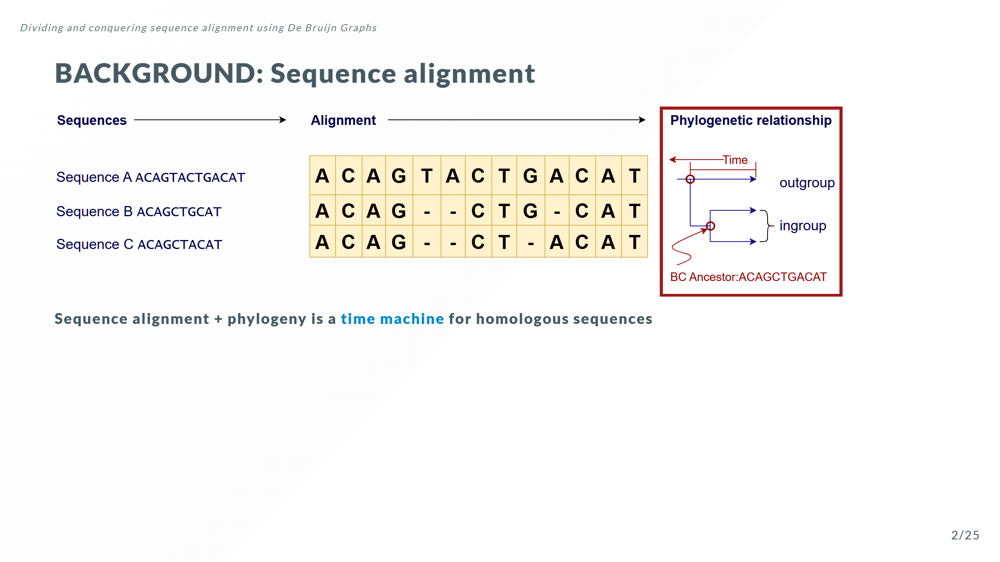 Dividing and conquering sequence alignment using De Bruijn Graphs
BACKGROUND: Sequence alignment
Sequences
Alignment
Phylogenetic relationship
Sequence A ACAGTACTGACAT
Sequence B ACAGCTGCAT
Sequence C ACAGCTACAT
A C A G T A C T G A C A T
A C A G - - C T G - C A T
A C A G - - C T - A C A T
Time
outgroup
ingroup
BC Ancestor:ACAGCTGACAT
Sequence alignment + phylogeny is a time machine for homologous sequences
2/25